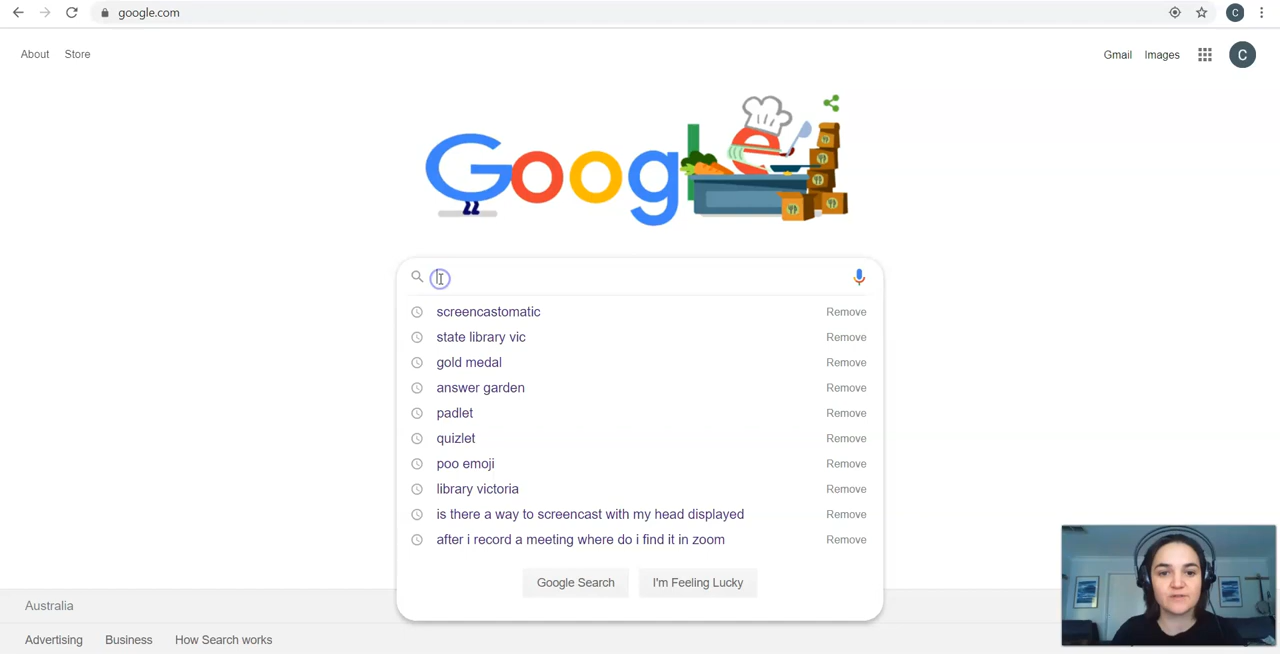 google.com
C
About Store
Gmail Images C
Google
screencastomatic Remove
state library vic Remove
gold medal Remove
answer garden Remove
padlet Remove
quizlet Remove
poo emoji Remove
library victoria Remove
is there a way to screencast with my head displayed Remove
after i record a meeting where do i find it in zoom Remove
Google Search I'm Feeling Lucky
Australia
Advertising Business How Search works